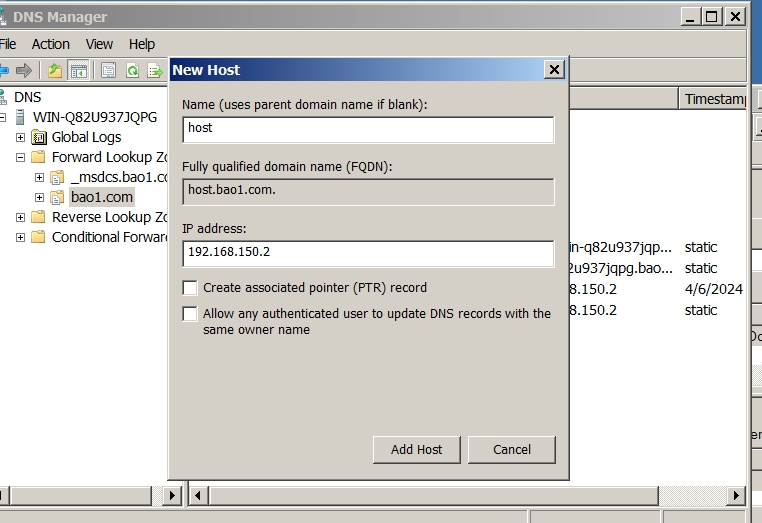 DNS Manager
File Action View Help
DNS
WIN-Q82U937JQPG
Global Logs
Forward Lookup Zo
_msdcs.bao1.co
bao1.com
Reverse Lookup Zo
Conditional Forwar
New Host
Name (uses parent domain name if blank):
host
Fully qualified domain name (FQDN):
host.bao1.com.
IP address:
192.168.150.2
Create associated pointer (PTR) record
Allow any authenticated user to update DNS records with the
same owner name
Add Host Cancel
Timestamp
in-q82u937jqp... static
2u937jqpg.bao... static
8.150.2 4/6/2024
8.150.2 static